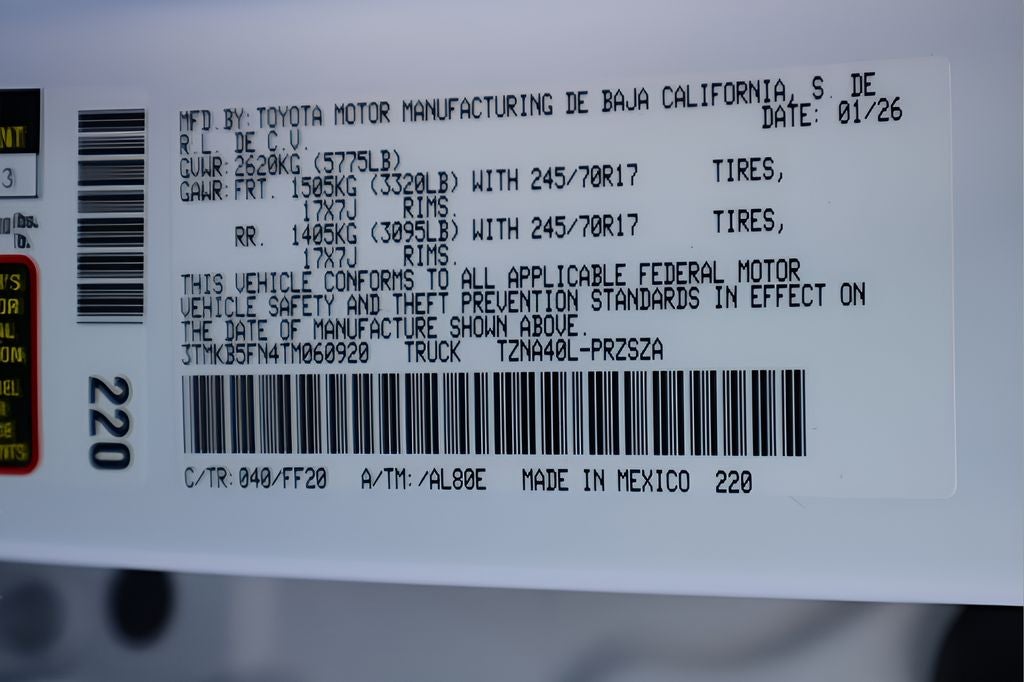 MFD.BY:TOYOTA MOTOR MANUFACTURING DE BAJA CALIFORNIA, S. DE
R.L. DE C.V. DATE: 01/26
GVWR:2620KG (5775LB)
GAWR:FRT. 1505KG (3320LB) WITH 245/70R17 TIRES,
17X7J RIMS.
RR. 1405KG (3095LB) WITH 245/70R17 TIRES,
17X7J RIMS.
THIS VEHICLE CONFORMS TO ALL APPLICABLE FEDERAL MOTOR
VEHICLE SAFETY AND THEFT PREVENTION STANDARDS IN EFFECT ON
THE DATE OF MANUFACTURE SHOWN ABOVE.
3TMKB5FN4TM060920 TRUCK TZNA40L-PRZSZA
C/TR:040/FF20 A/TM:/AL80E MADE IN MEXICO 220
220
3